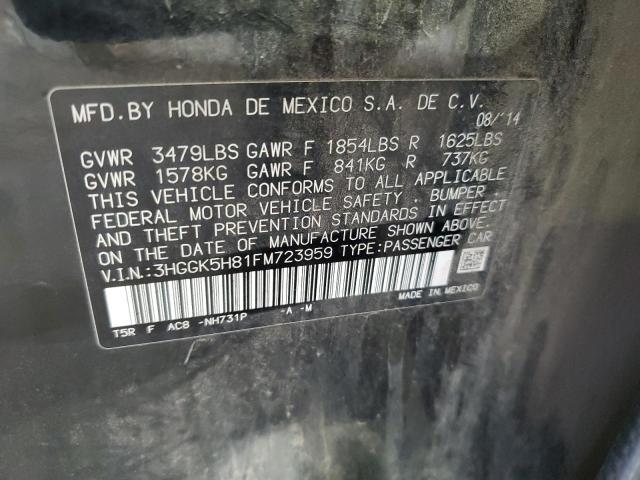 MFD.BY HONDA DE MEXICO S.A. DE C.V.
08/'14
GVWR 3479LBS GAWR F 1854LBS R 1625LBS
GVWR 1578KG GAWR F 841KG R 737KG
THIS VEHICLE CONFORMS TO ALL APPLICABLE
FEDERAL MOTOR VEHICLE SAFETY , BUMPER ,
AND THEFT PREVENTION STANDARDS IN EFFECT
ON THE DATE OF MANUFACTURE SHOWN ABOVE.
V.I.N.:3HGGK5H81FM723959 TYPE:PASSENGER CAR
MADE IN MEXICO
T5R F AC8 -NH731P -A -M